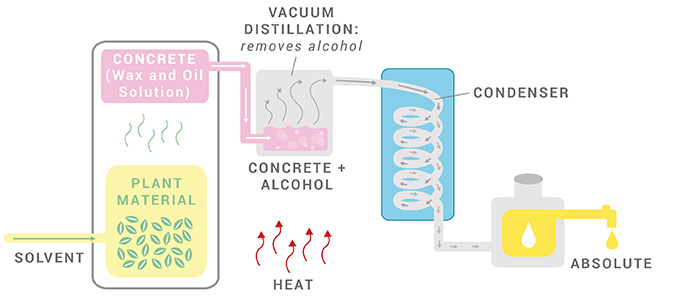 VACUUM
DISTILLATION:
removes alcohol
CONCRETE
(Wax and Oil
Solution)
CONDENSER
CONCRETE +
ALCOHOL
PLANT
MATERIAL
SOLVENT
HEAT
ABSOLUTE